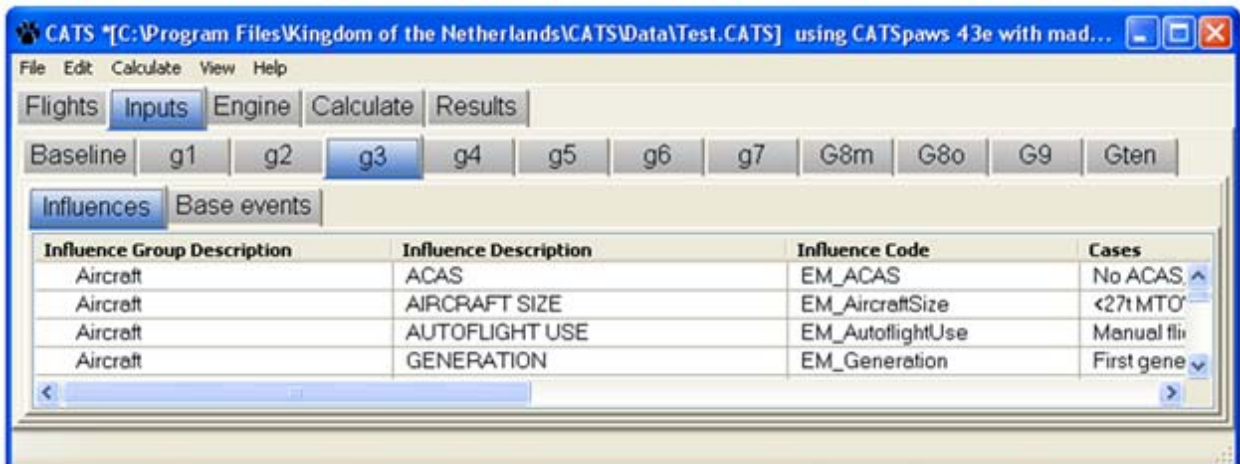 CATS *[C:\Program Files\Kingdom of the Netherlands\CATS\Data\Test.CATS] using CATSpaws 43e with mad...
File Edit Calculate View Help
Flights Inputs Engine Calculate Results
Baseline g1 g2 g3 g4 g5 g6 g7 G8m G8o G9 Gten
Influences Base events
Influence Group Description Influence Description Influence Code Cases
Aircraft ACAS EM_ACAS No ACAS,
Aircraft AIRCRAFT SIZE EM_AircraftSize <27t MTO
Aircraft AUTOFLIGHT USE EM_AutoflightUse Manual fli
Aircraft GENERATION EM_Generation First gene